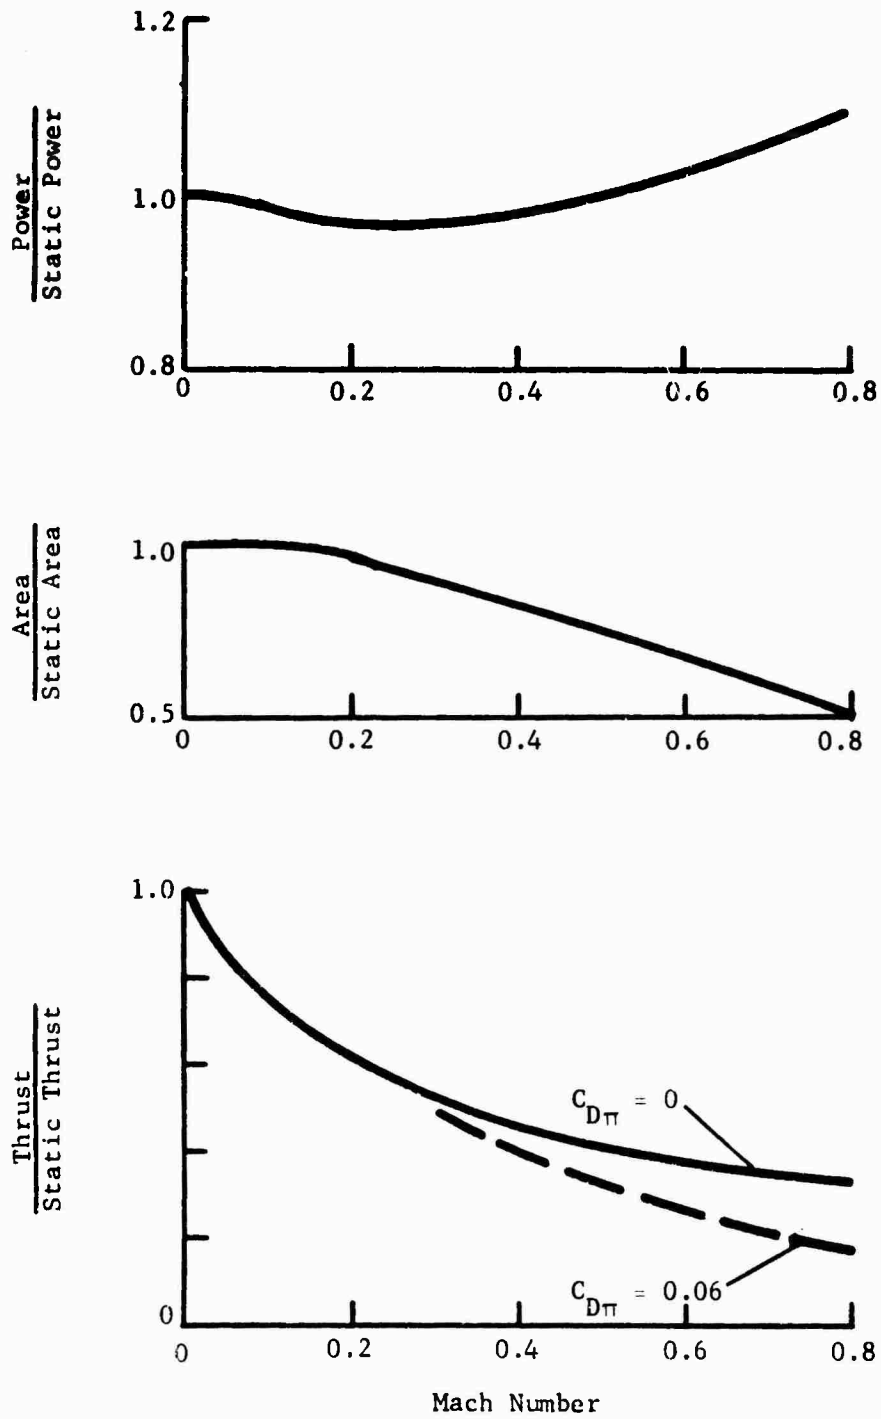 1.2
1.0
0.8
Power
Static Power
0 0.2 0.4 0.6 0.8
1.0
0.5
Area
Static Area
0 0.2 0.4 0.6 0.8
1.0
0
Thrust
Static Thrust
C_Dπ = 0
C_Dπ = 0.06
0 0.2 0.4 0.6 0.8
Mach Number